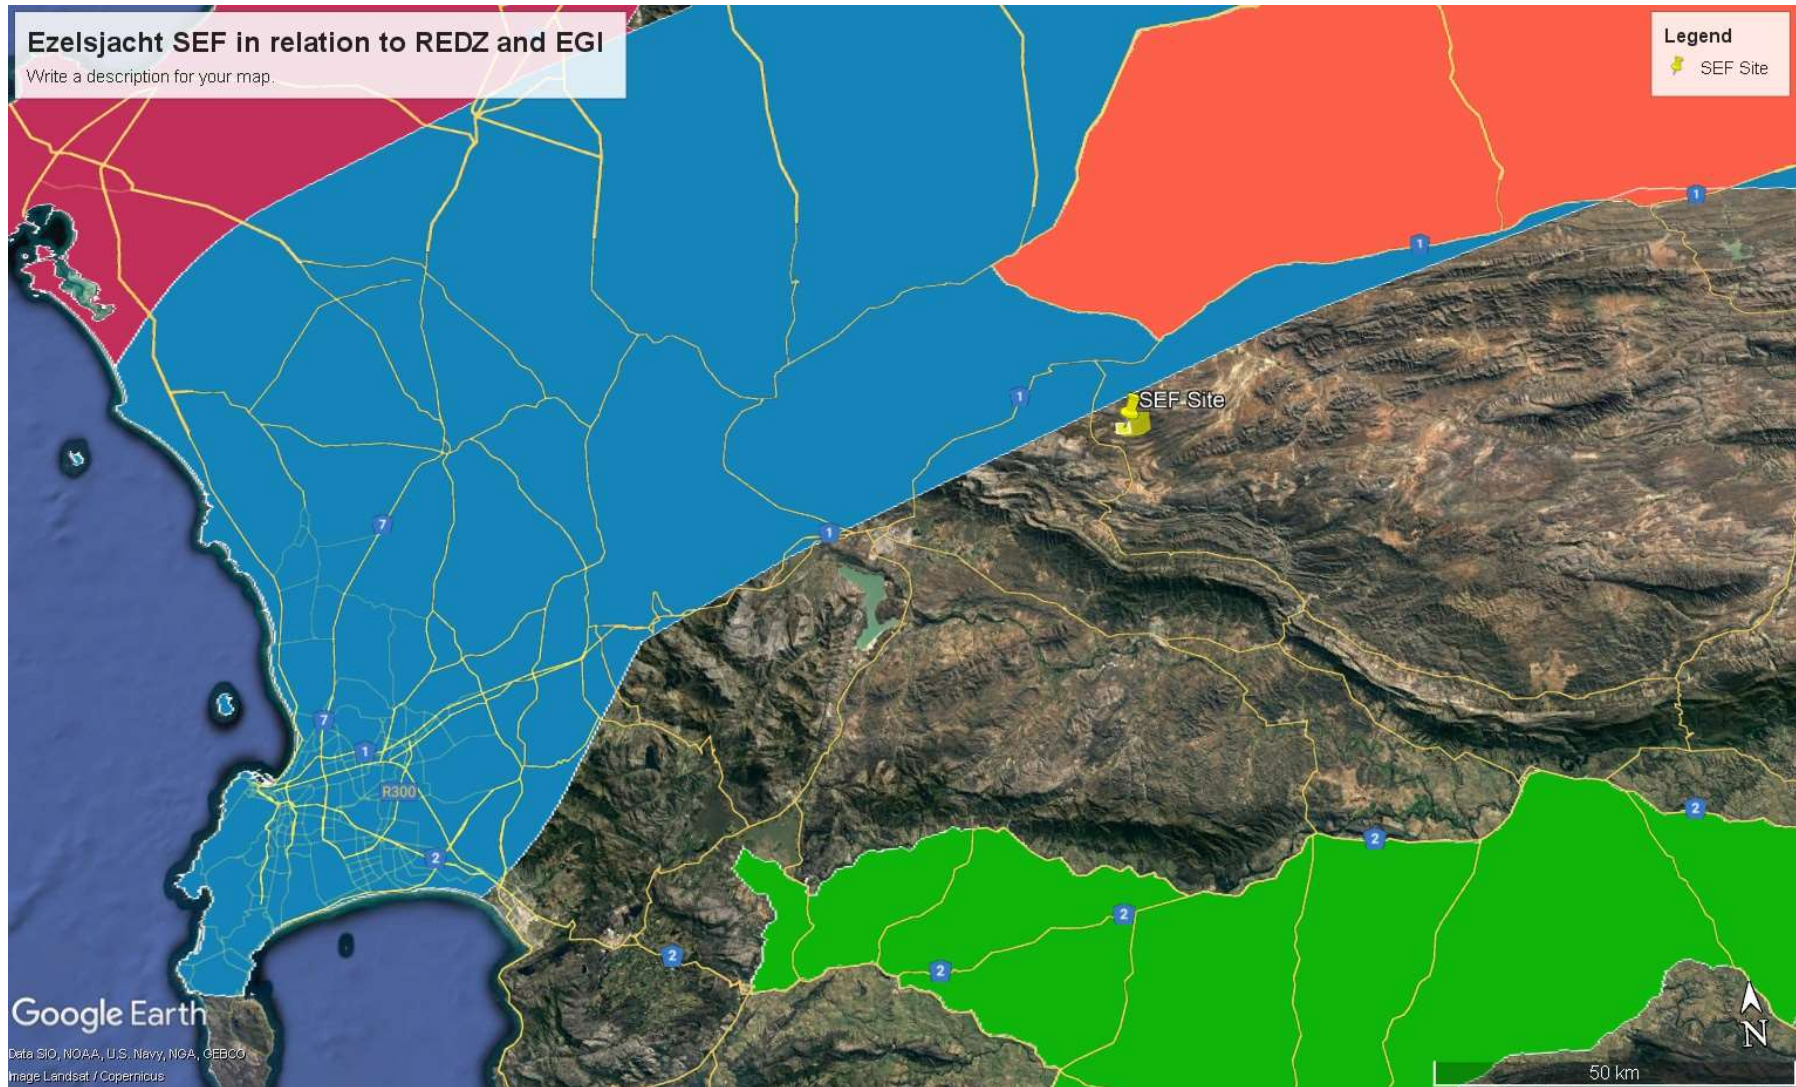 Ezelsjacht SEF in relation to REDZ and EGI
Write a description for your map.
Legend
SEF Site
1
1
1
SEF Site
7
1
7
1
R300
2
2
2
2
2
2
N
Google Earth
Data SIO, NOAA, U.S. Navy, NGA, GEBCO
Image Landsat / Copernicus
50 km